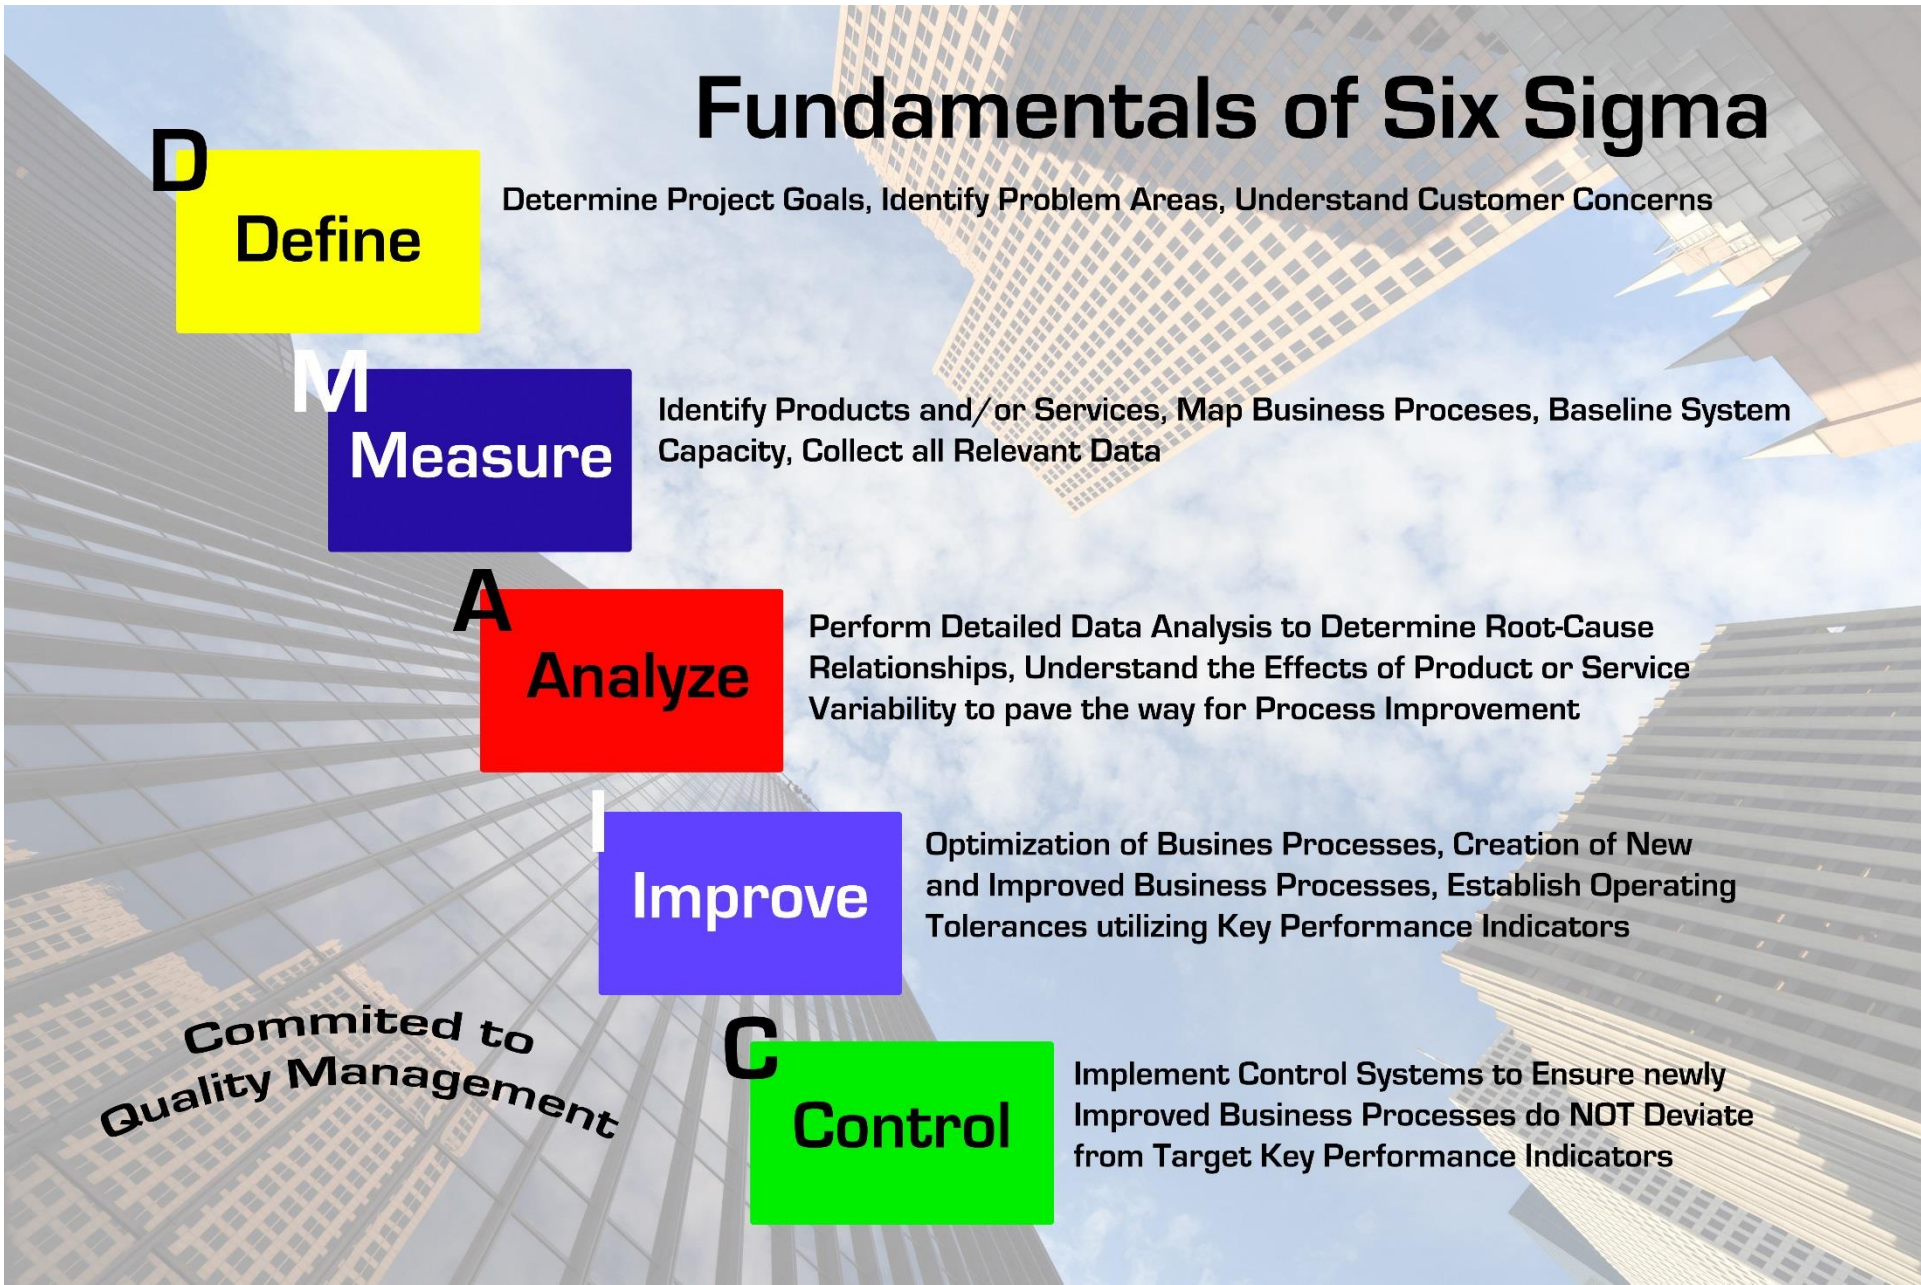 Fundamentals of Six Sigma
D
Define
Determine Project Goals, Identify Problem Areas, Understand Customer Concerns
M
Measure
Identify Products and/or Services, Map Business Proceses, Baseline System
Capacity, Collect all Relevant Data
A
Analyze
Perform Detailed Data Analysis to Determine Root-Cause
Relationships, Understand the Effects of Product or Service
Variability to pave the way for Process Improvement
I
Improve
Optimization of Busines Processes, Creation of New
and Improved Business Processes, Establish Operating
Tolerances utilizing Key Performance Indicators
C
Control
Implement Control Systems to Ensure newly
Improved Business Processes do NOT Deviate
from Target Key Performance Indicators
Commited to
Quality Management